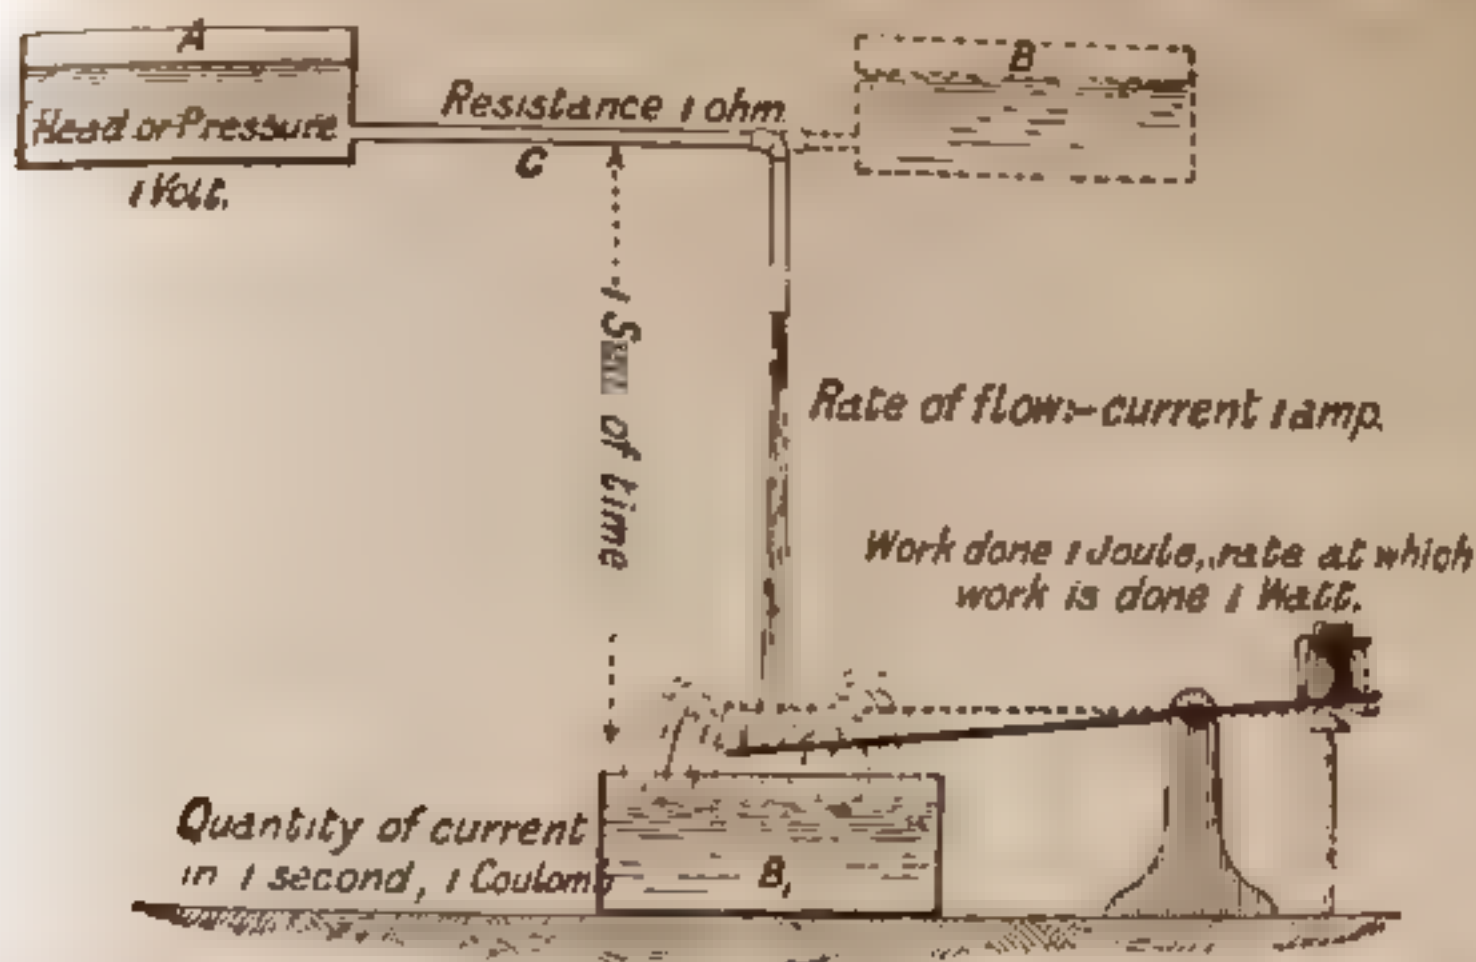 A
Head or Pressure
1 Volt.
Resistance 1 ohm
C
B
1 of time
Rate of flow:-current 1 amp.
Work done 1 Joule, rate at which
work is done 1 Watt.
Quantity of current
in 1 second, 1 Coulomb
B,